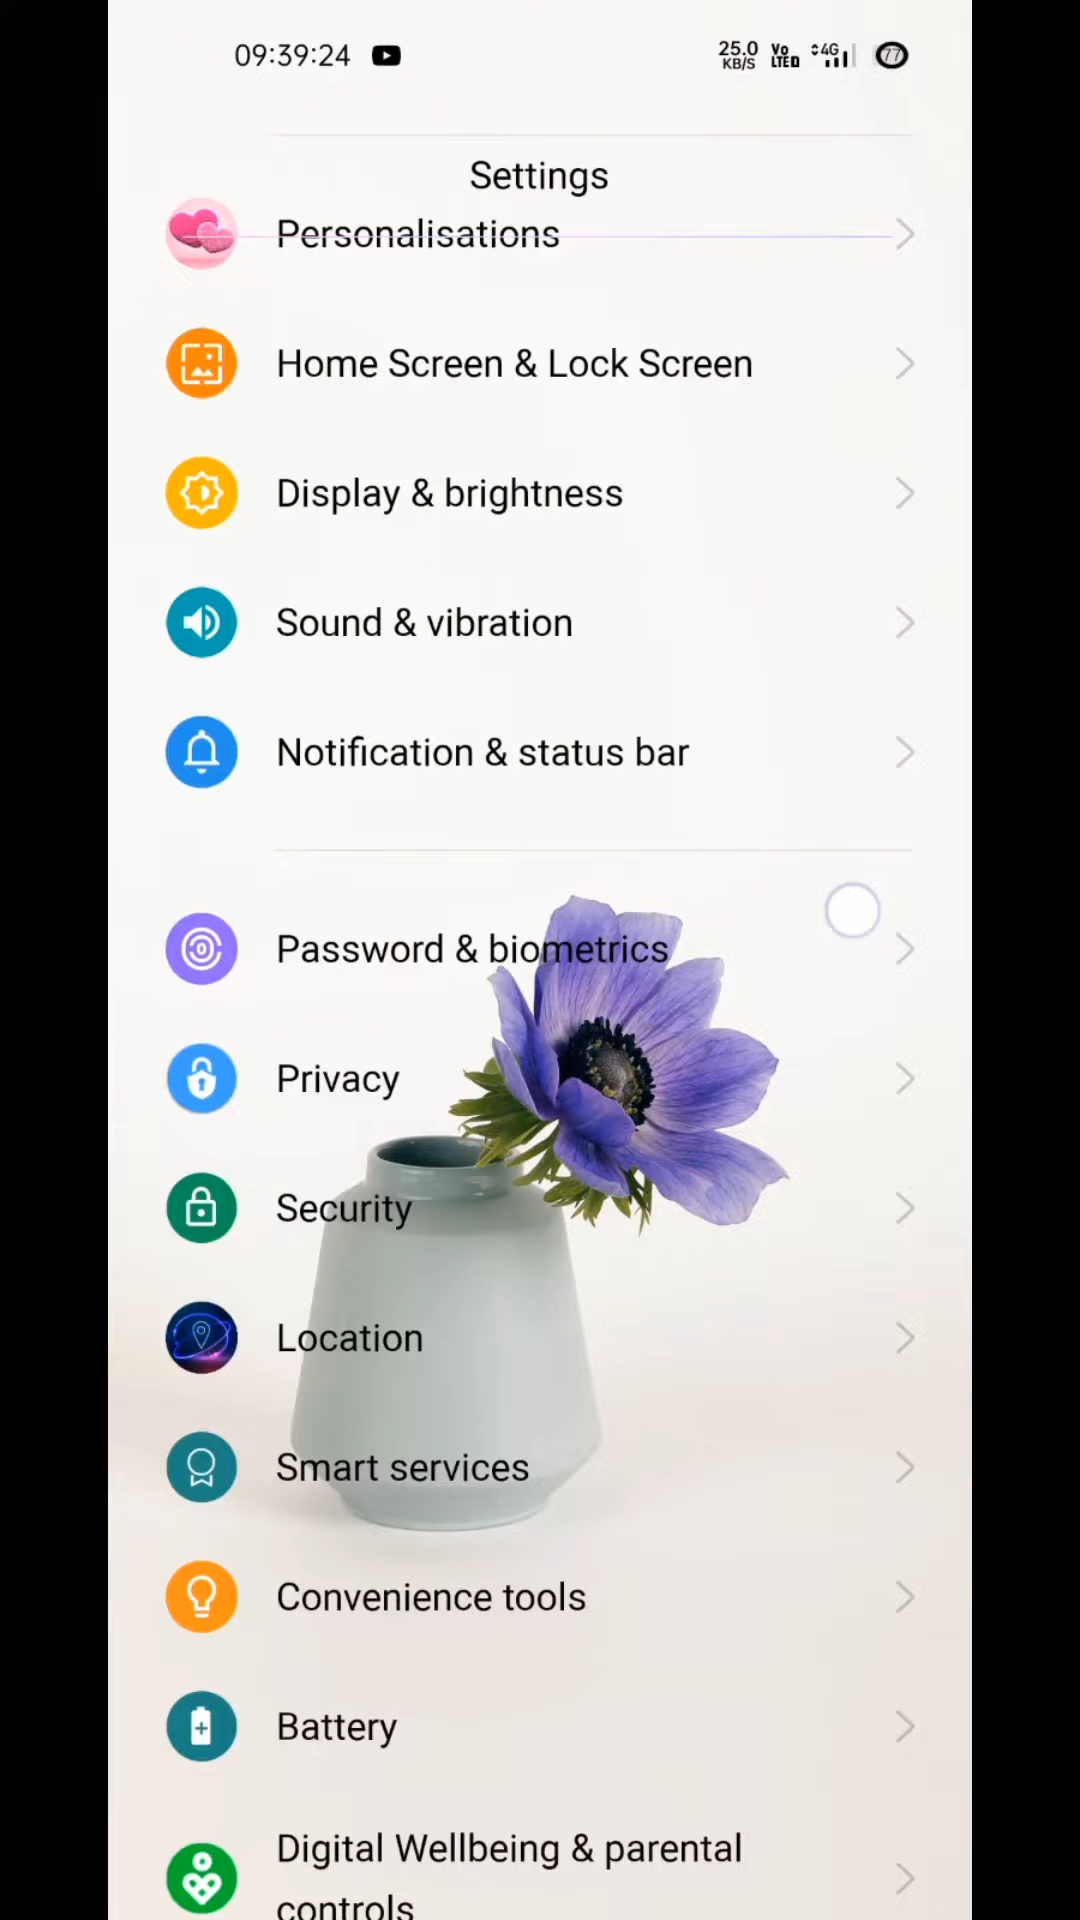 09:39:24
25.0 KB/S Vo LTE 4G 77
Settings
Personalisations
Home Screen & Lock Screen
Display & brightness
Sound & vibration
Notification & status bar
Password & biometrics
Privacy
Security
Location
Smart services
Convenience tools
Battery
Digital Wellbeing & parental
controls